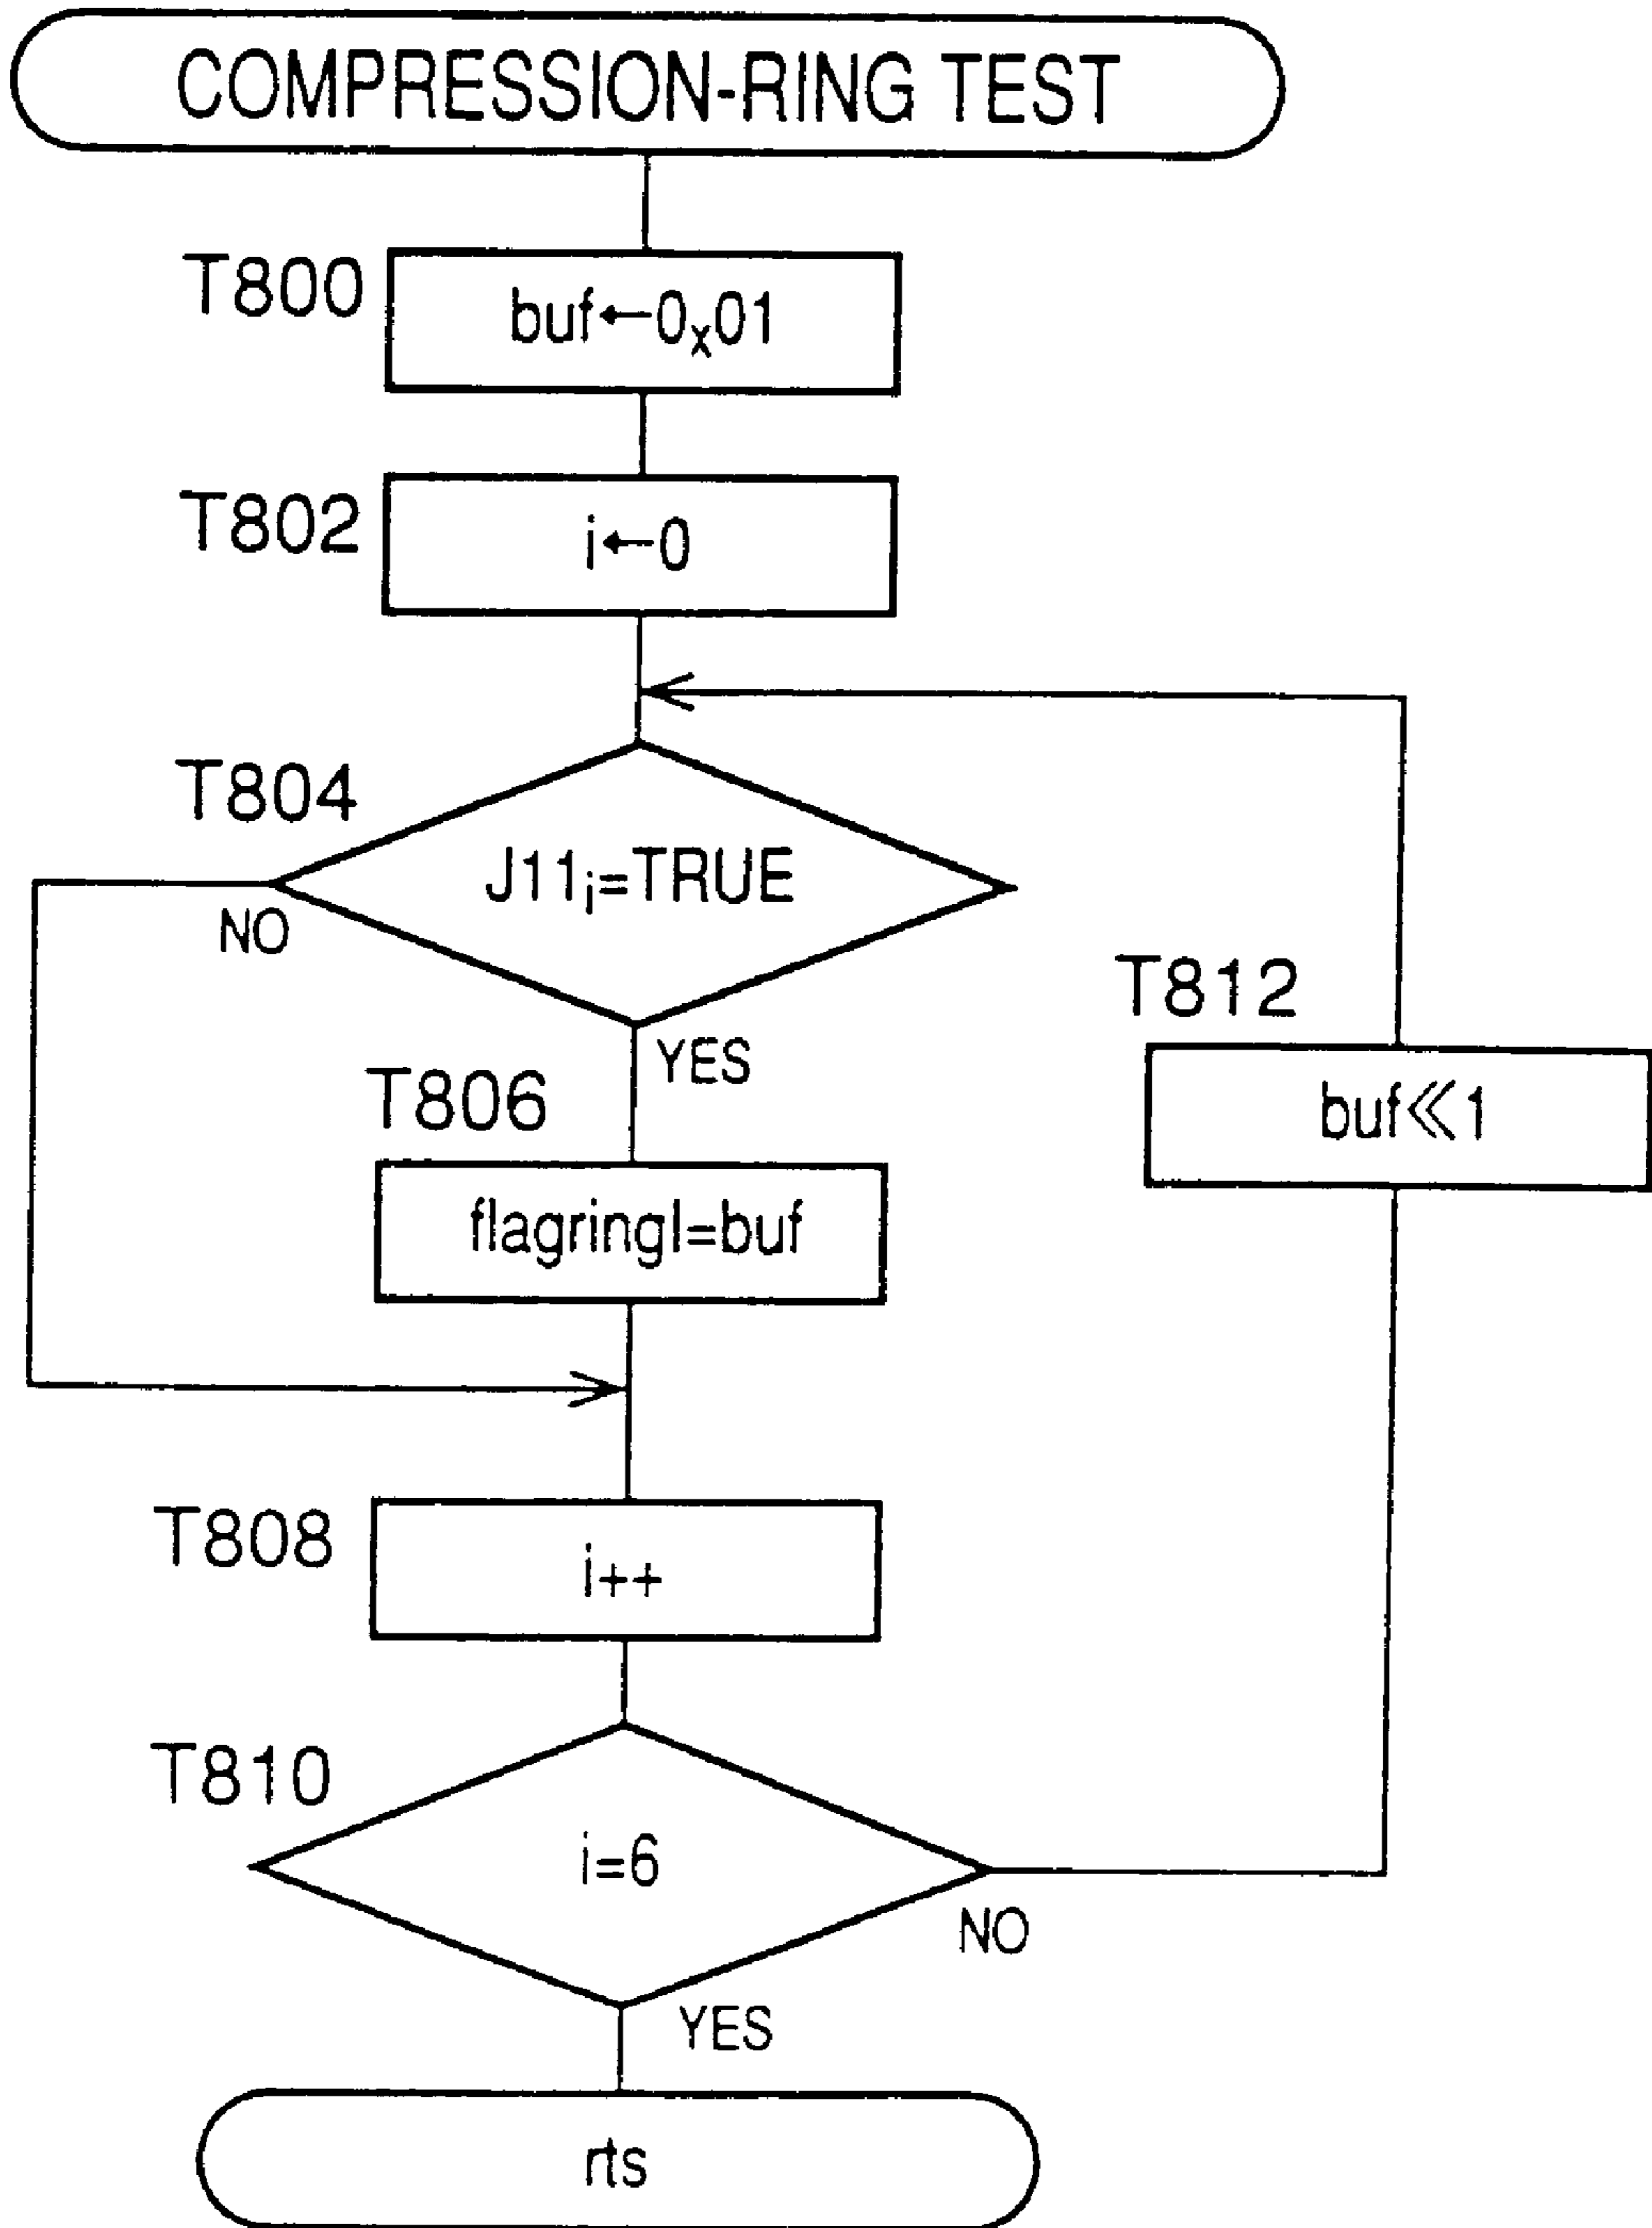 COMPRESSION-RING TEST
T800
buf←0x01
T802
i←0
T804
J11i=TRUE
NO
YES
T812
buf≪1
T806
flagringl=buf
T808
i++
T810
i=6
NO
YES
rts